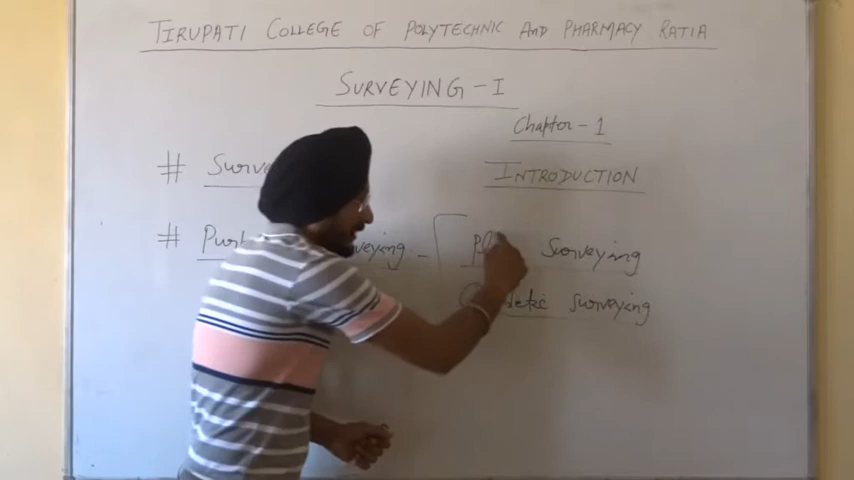 TIRUPATI COLLEGE OF POLYTECHNIC AND PHARMACY RATIA
SURVEYING-I
Chapter-1
#
INTRODUCTION
# Surveying
surveying